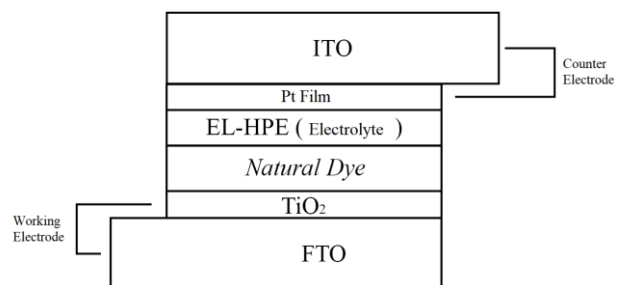 ITO
Counter
Electrode
Pt Film
EL-HPE ( Electrolyte )
Natural Dye
TiO₂
Working
Electrode
FTO